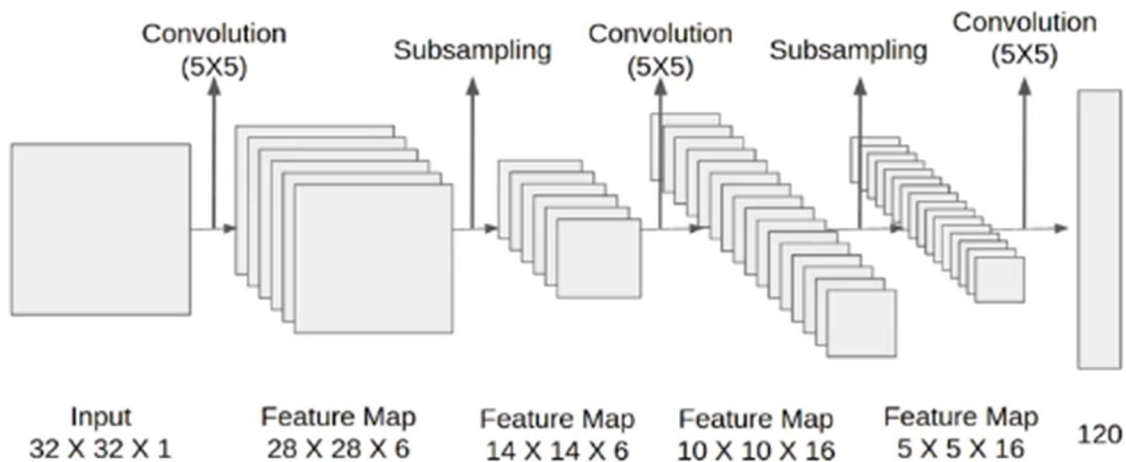 Convolution
(5X5)
Subsampling
Convolution
(5X5)
Subsampling
Convolution
(5X5)
Input
32 X 32 X 1
Feature Map
28 X 28 X 6
Feature Map
14 X 14 X 6
Feature Map
10 X 10 X 16
Feature Map
5 X 5 X 16
120